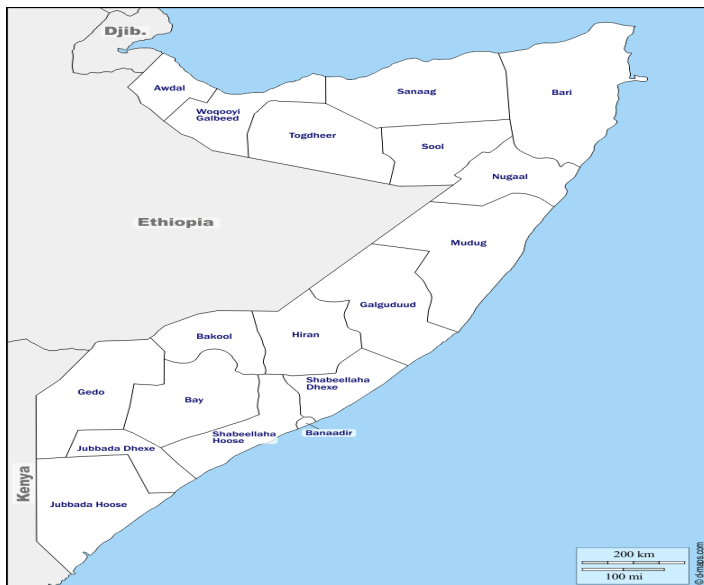 Djib.
Awdal
Woqooyi
Galbeed
Togdheer
Sanaag
Bari
Sool
Nugaal
Ethiopia
Mudug
Galguduud
Hiran
Bakool
Shabeellaha
Dhexe
Gedo
Bay
Banaadir
Shabeellaha
Hoose
Jubbada Dhexe
Kenya
Jubbada Hoose
200 km
100 mi
© d-maps.com